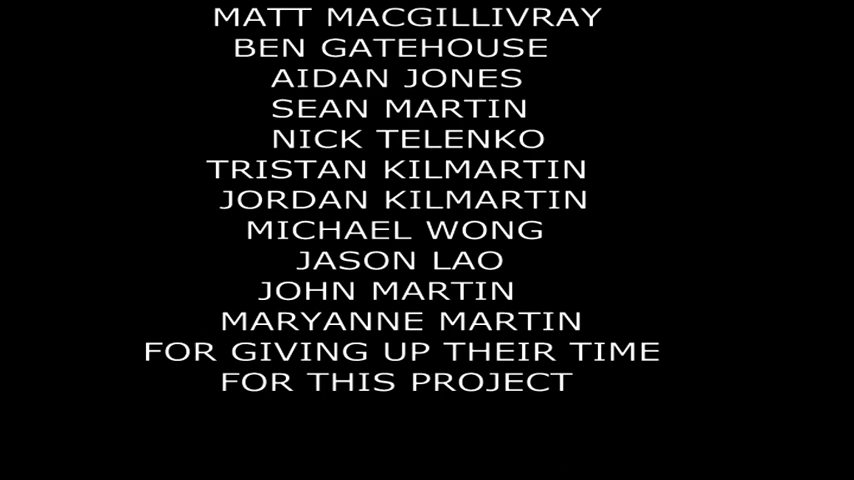 MATT MACGILLIVRAY
BEN GATEHOUSE
AIDAN JONES
SEAN MARTIN
NICK TELENKO
TRISTAN KILMARTIN
JORDAN KILMARTIN
MICHAEL WONG
JASON LAO
JOHN MARTIN
MARYANNE MARTIN
FOR GIVING UP THEIR TIME
FOR THIS PROJECT